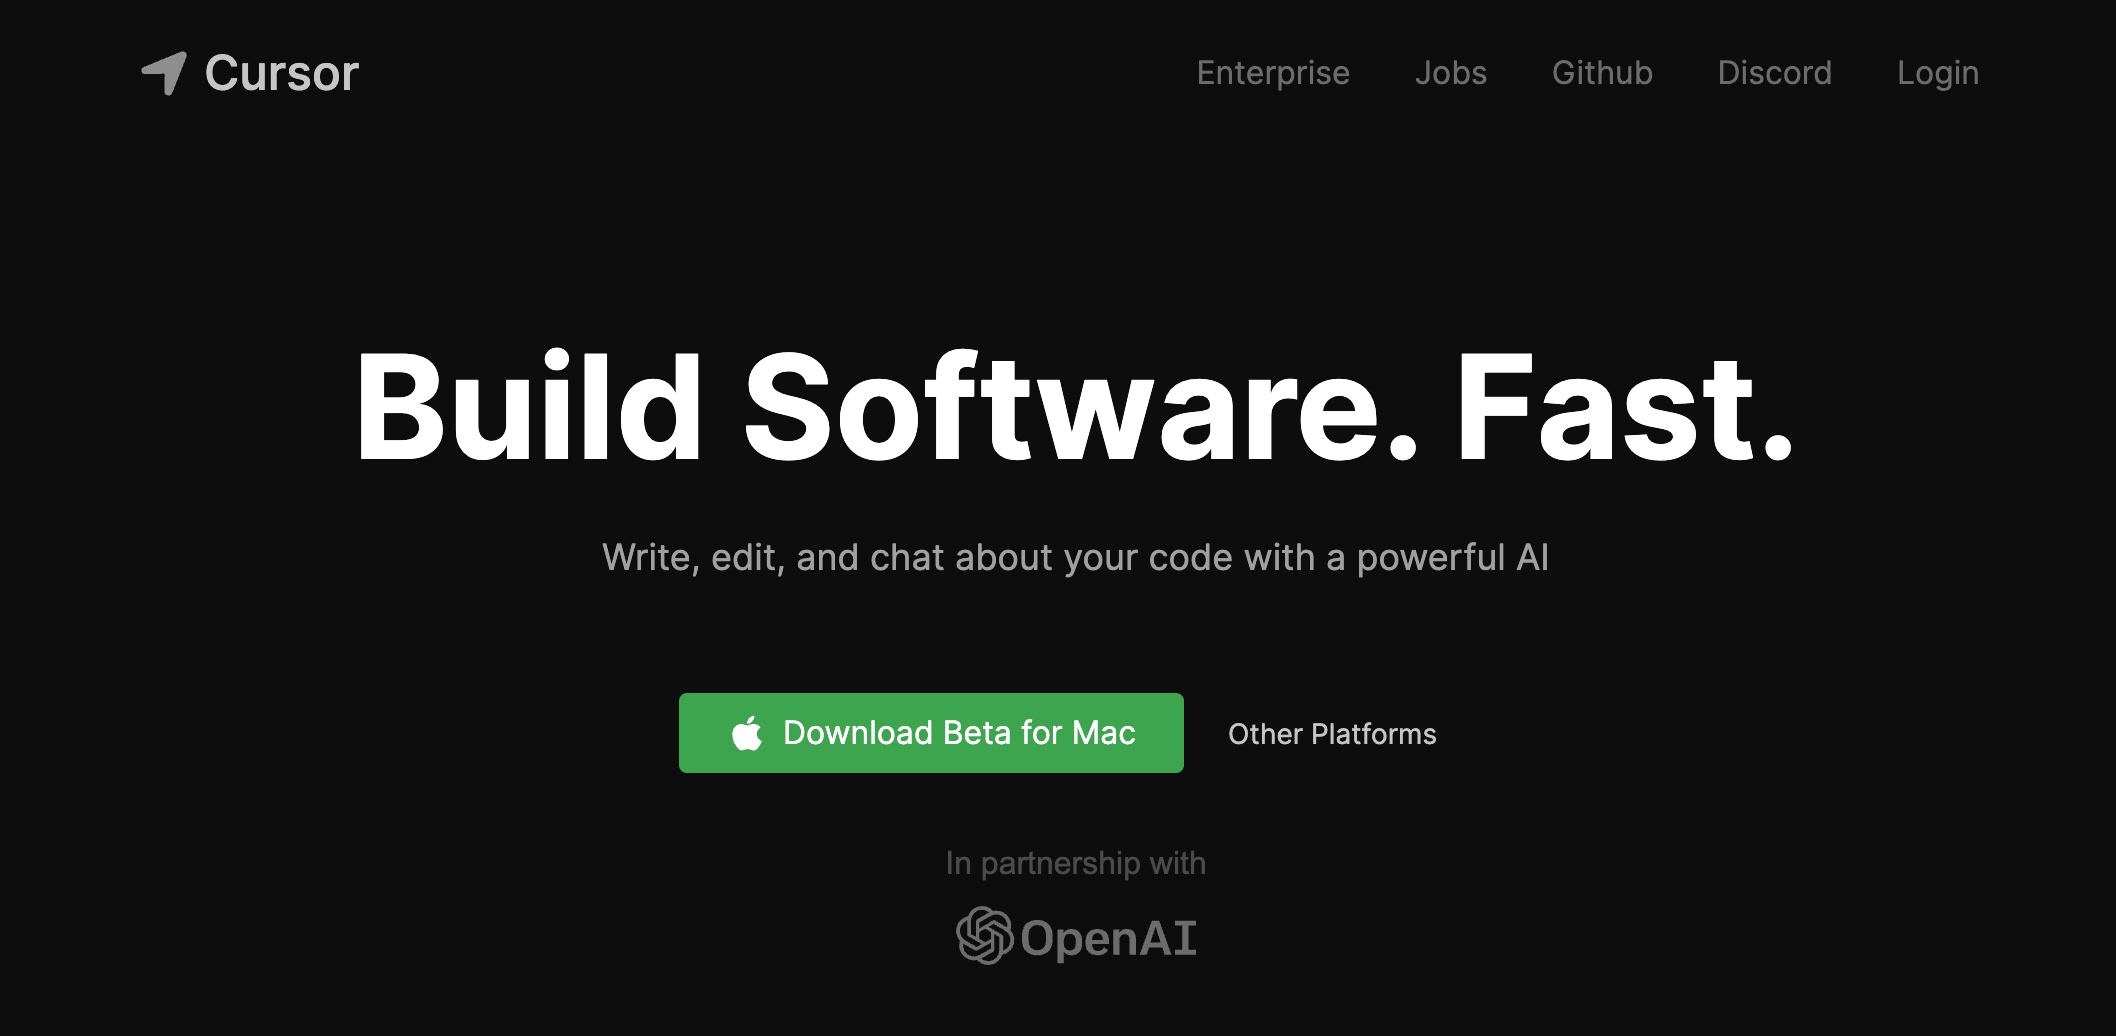 Cursor
Enterprise Jobs Github Discord Login
Build Software. Fast.
Write, edit, and chat about your code with a powerful AI
Download Beta for Mac
Other Platforms
In partnership with
OpenAI